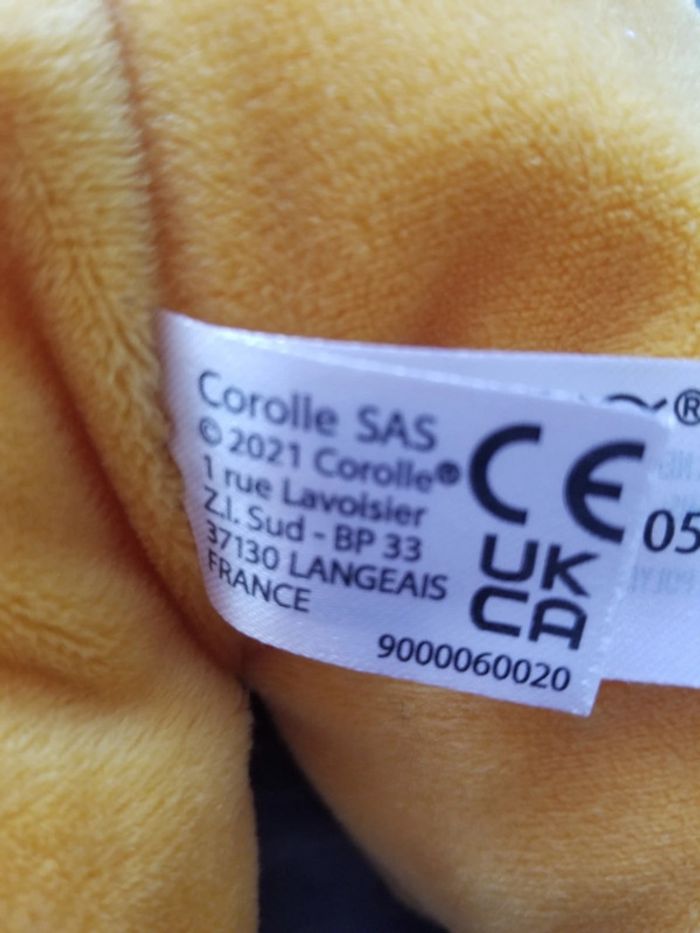 Corolle SAS
© 2021 Corolle®
1 rue Lavoisier
Z.I. Sud - BP 33
37130 LANGEAIS
FRANCE
CE
UK
CA
9000060020
®
05